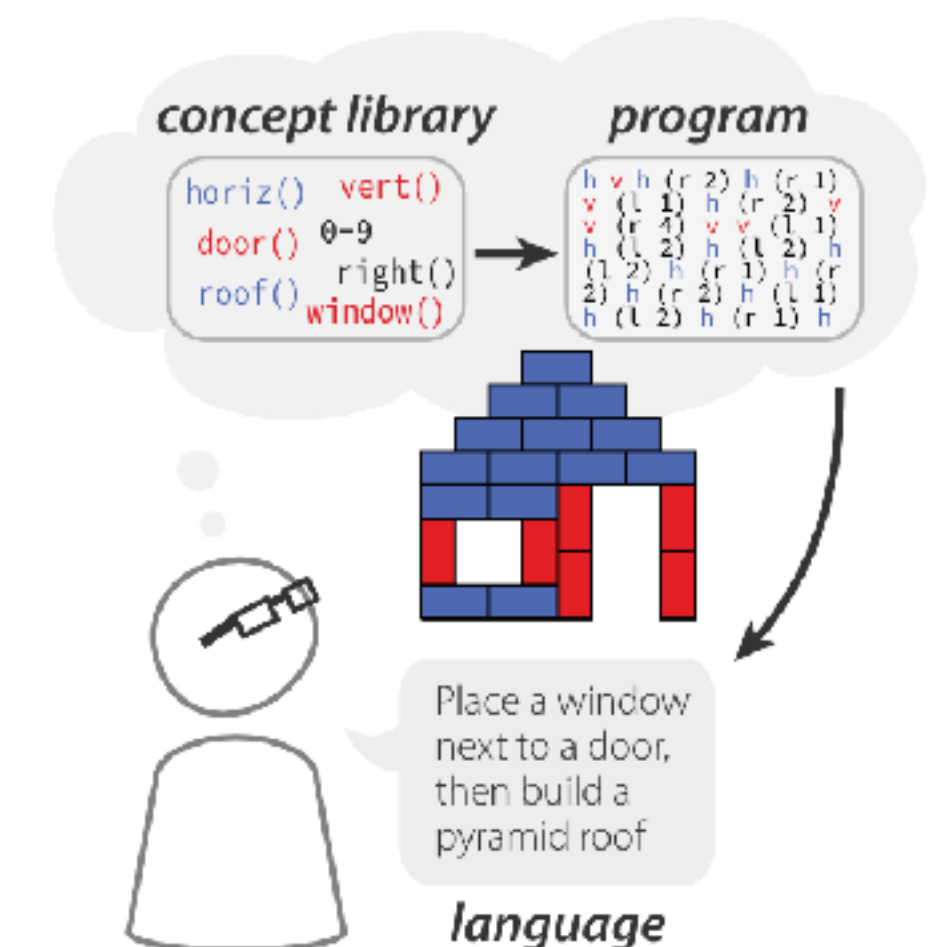 concept library
program
horiz() vert()
door() 0-9
right()
roof()
window()
h v h (r 2) h (r 1)
v (l 1) h (r 2) v
v (r 4) v v (l 1)
h (l 2) h (l 2) h
(l 2) h (r 1) h (r
2) h (r 2) h (l 1)
h (l 2) h (r 1) h
Place a window
next to a door,
then build a
pyramid roof
language